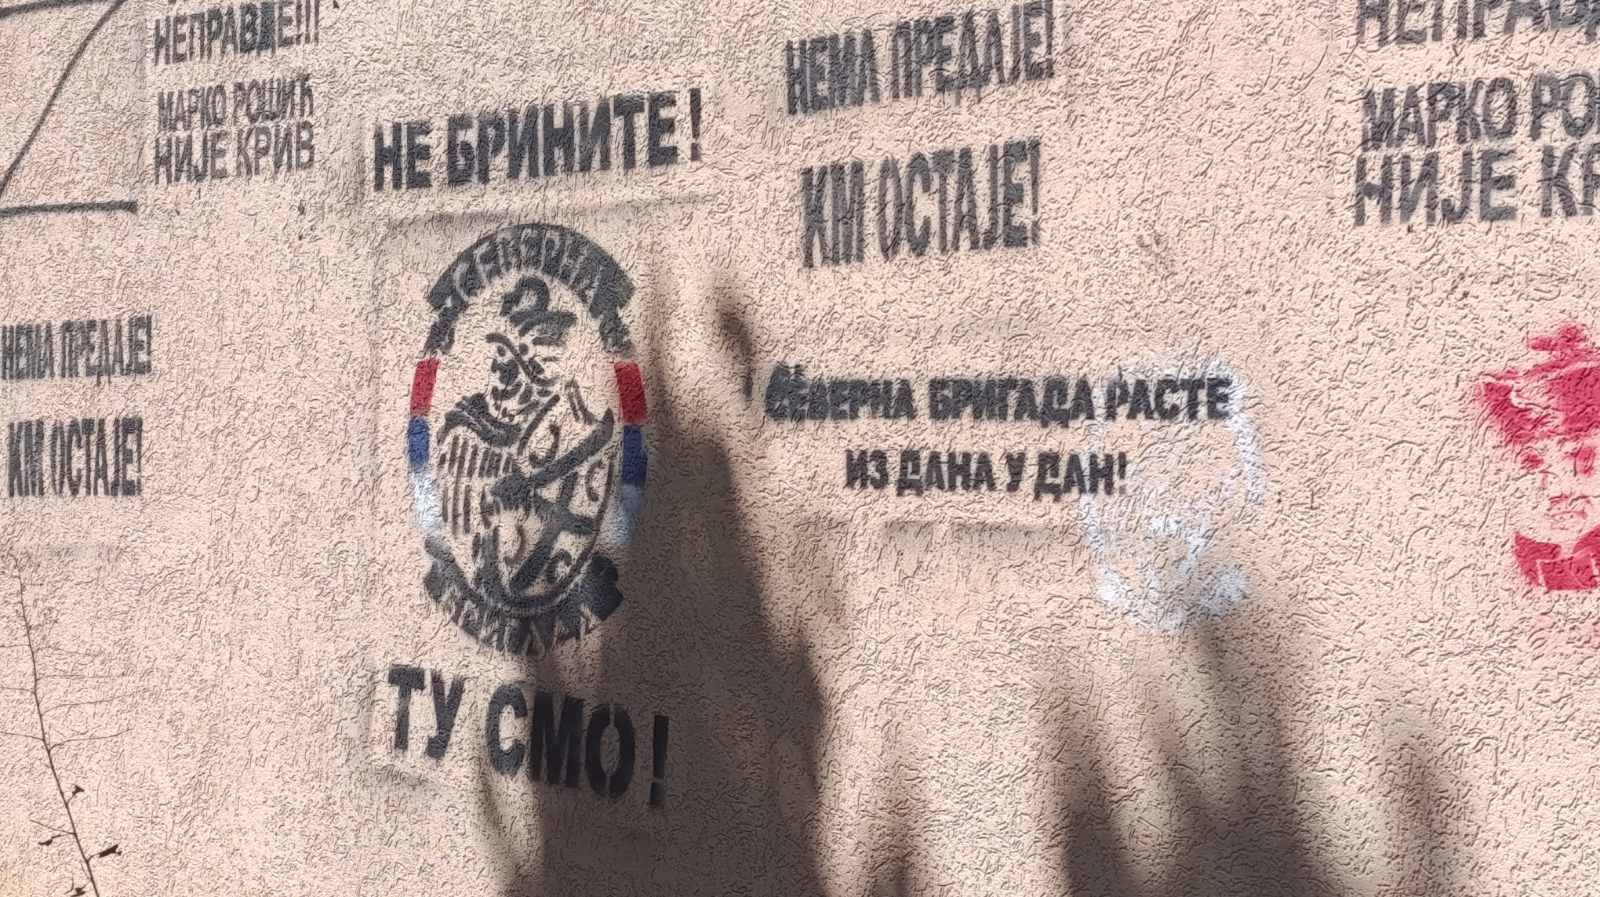 НЕПРАВДЕ!!!
МАРКО РОШИЋ
НИЈЕ КРИВ
НЕМА ПРЕДАЈЕ!
КМ ОСТАЈЕ!
НЕ БРИНИТЕ!
ТУ СМО!
НЕМА ПРЕДАЈЕ!
КМ ОСТАЈЕ!
СЕВЕРНА БРИГАДА РАСТЕ
ИЗ ДАНА У ДАН!
НЕПРАВД
МАРКО РО
НИЈЕ КР